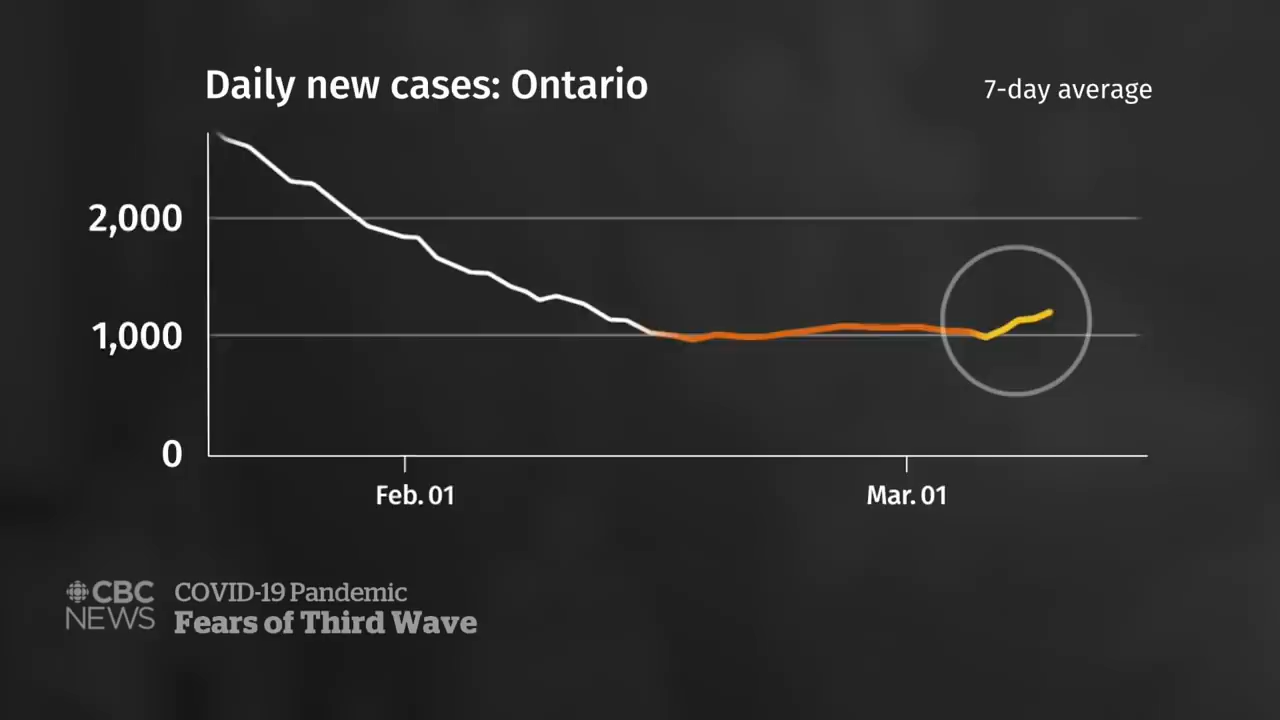 Daily new cases: Ontario
7-day average
2,000
1,000
0
Feb. 01
Mar. 01
CBC
NEWS
COVID-19 Pandemic
Fears of Third Wave